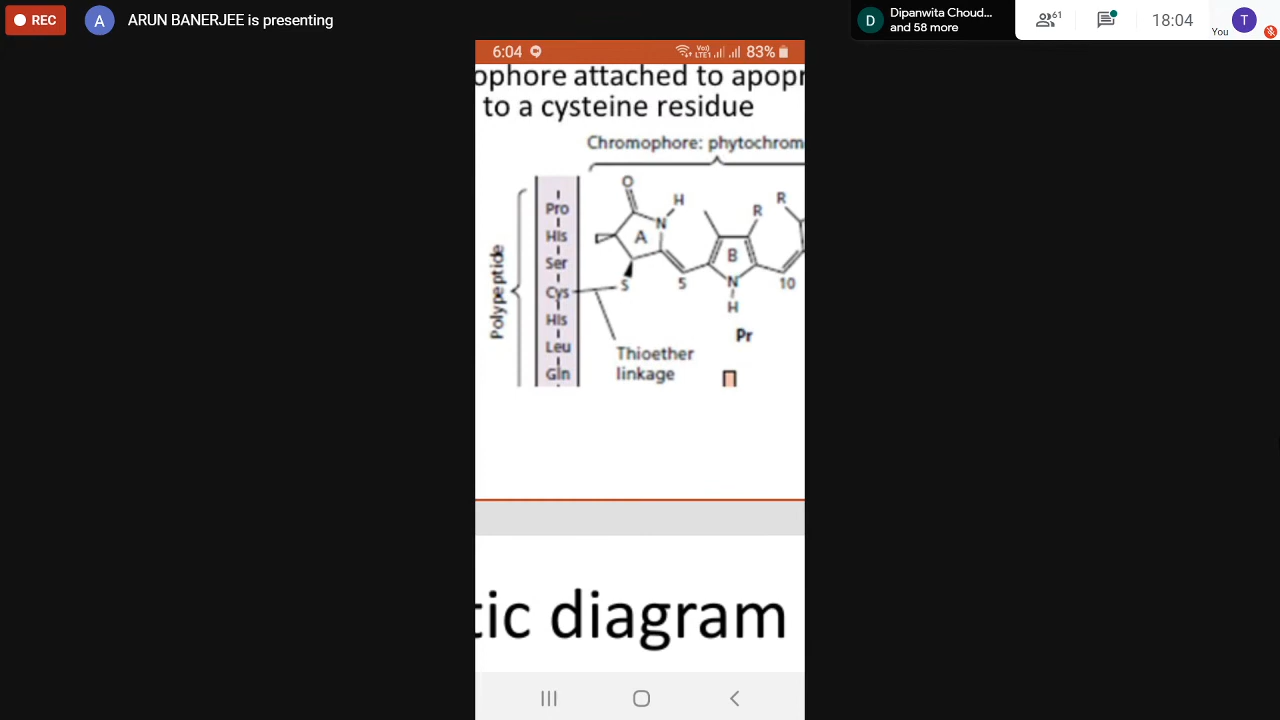 REC
A
ARUN BANERJEE is presenting
D
Dipanwita Choud...
and 58 more
61
18:04
You
T
6:04
Vo)
LTE1
83%
ophore attached to apopr
to a cysteine residue
Chromophore: phytochrom
Polypeptide
Pro
His
Ser
Cys
His
Leu
Gln
O
H
N
A
S
5
R
B
N
H
R
10
Pr
Thioether
linkage
tic diagram